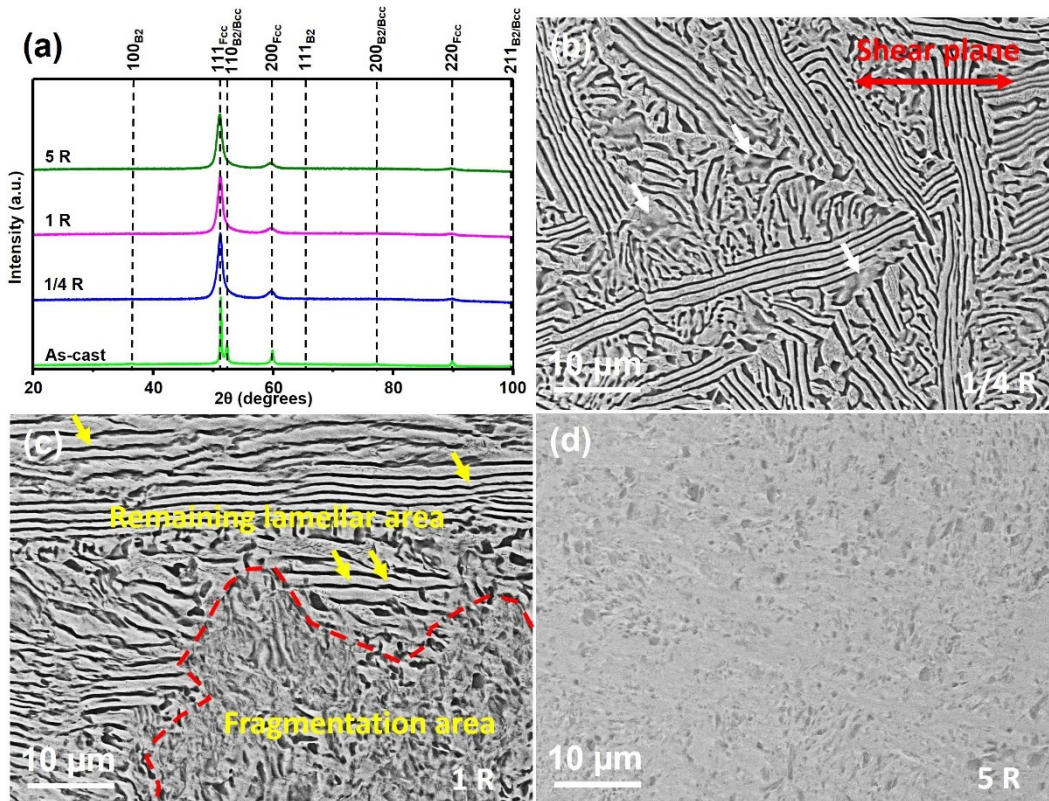 (a)
100B2
111Fcc
110B2/Bcc
200Fcc
111B2
200B2/Bcc
220Fcc
211B2/Bcc
Intensity (a.u.)
5 R
1 R
1/4 R
As-cast
20 40 60 80 100
2θ (degrees)
(b)
Shear plane
10 µm
1/4 R
(c)
Remaining lamellar area
Fragmentation area
10 µm
1 R
(d)
10 µm
5 R